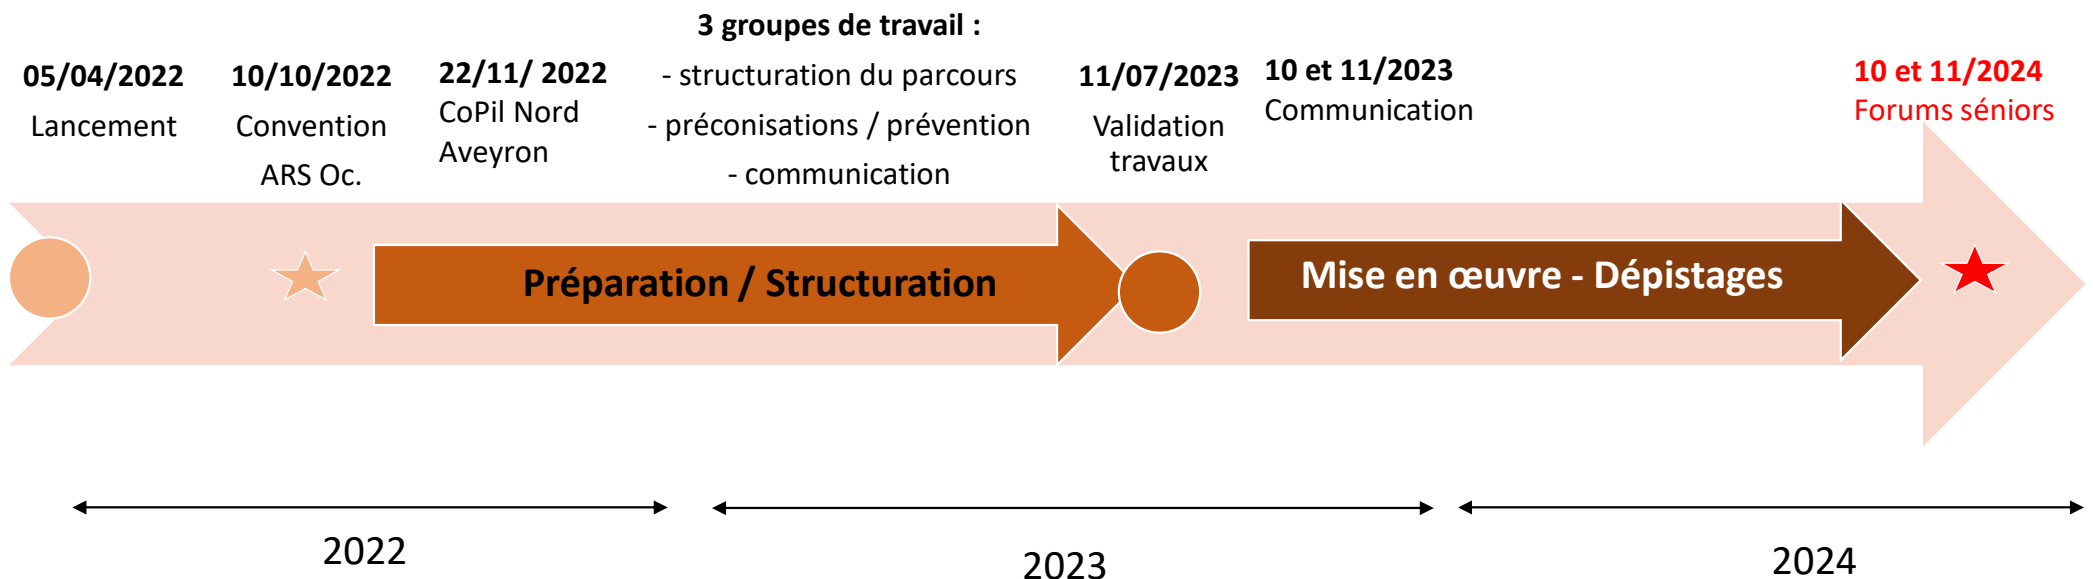 05/04/2022
Lancement
10/10/2022
Convention
ARS Oc.
22/11/ 2022
CoPil Nord
Aveyron
3 groupes de travail :
- structuration du parcours
- préconisations / prévention
- communication
11/07/2023
Validation
travaux
10 et 11/2023
Communication
10 et 11/2024
Forums séniors
Préparation / Structuration
Mise en œuvre - Dépistages
2022
2023
2024